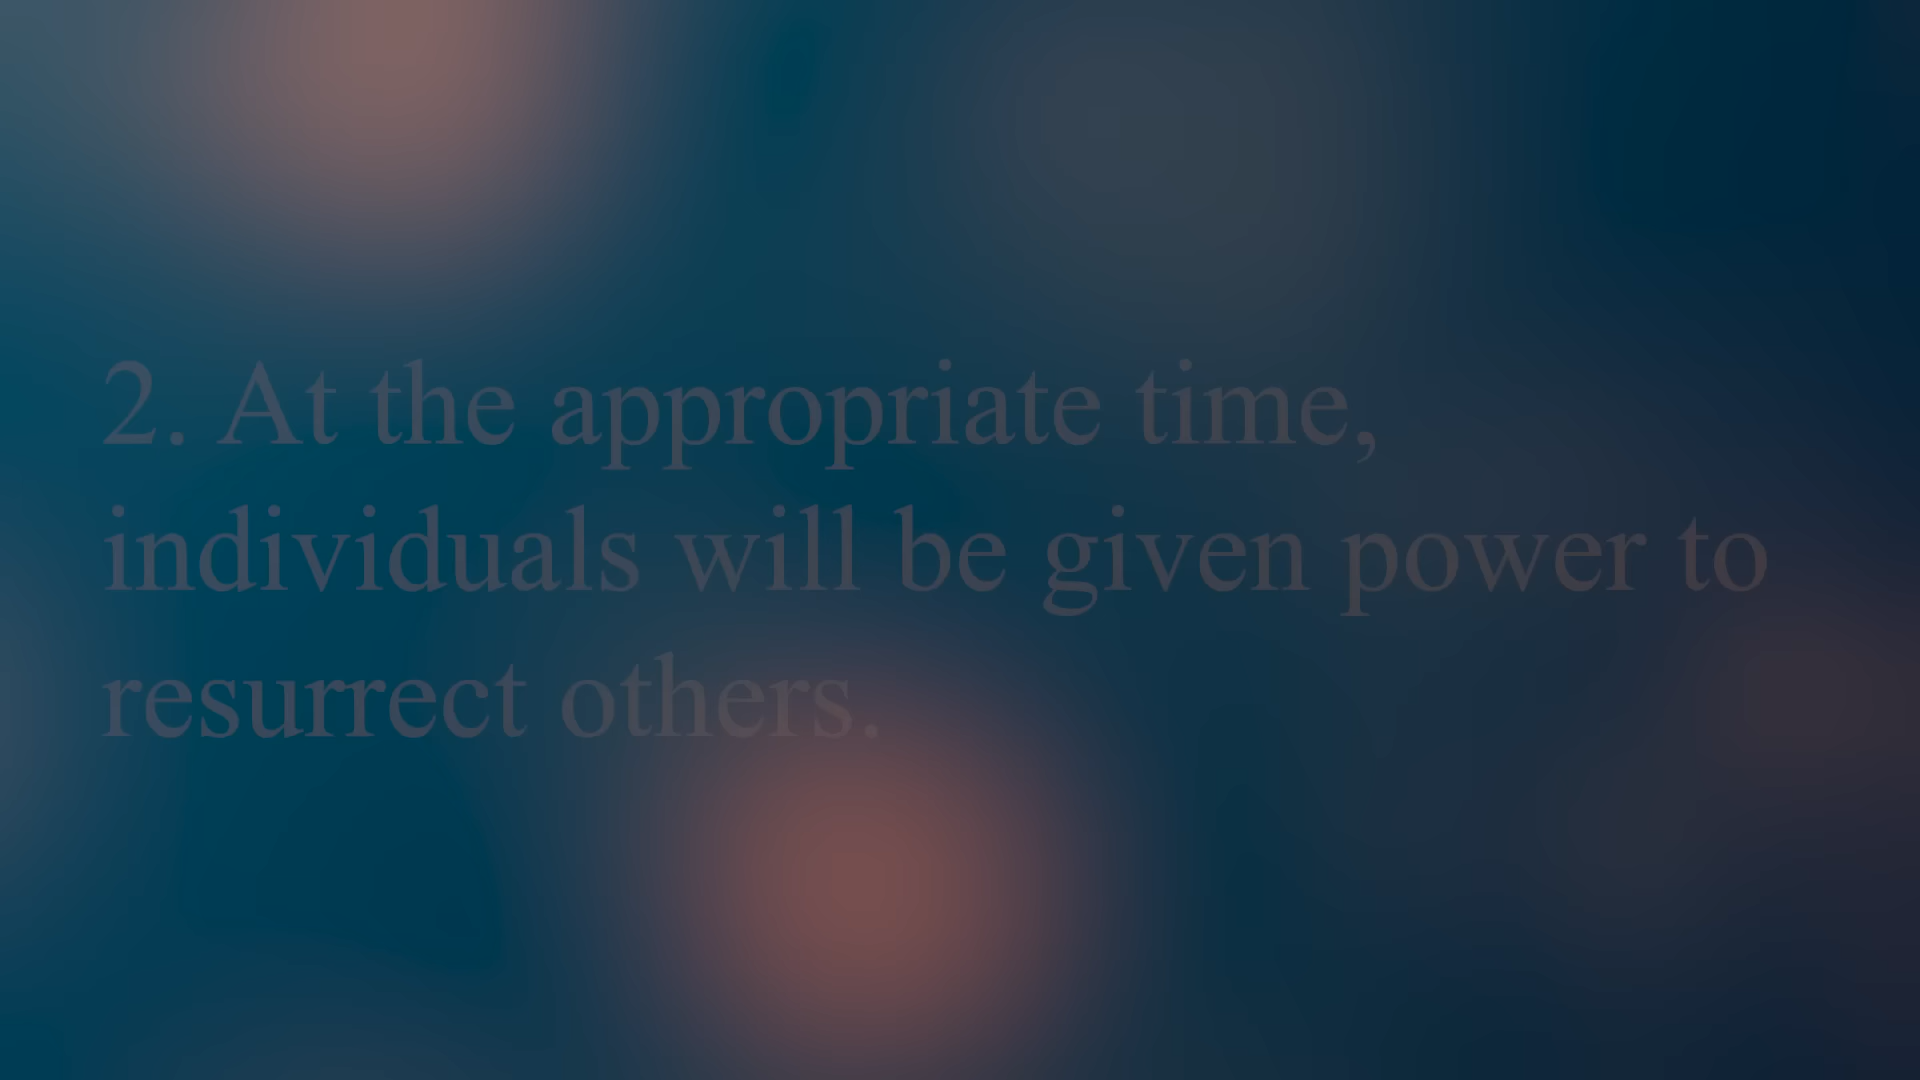 2. At the appropriate time,
individuals will be given power to
resurrect others.